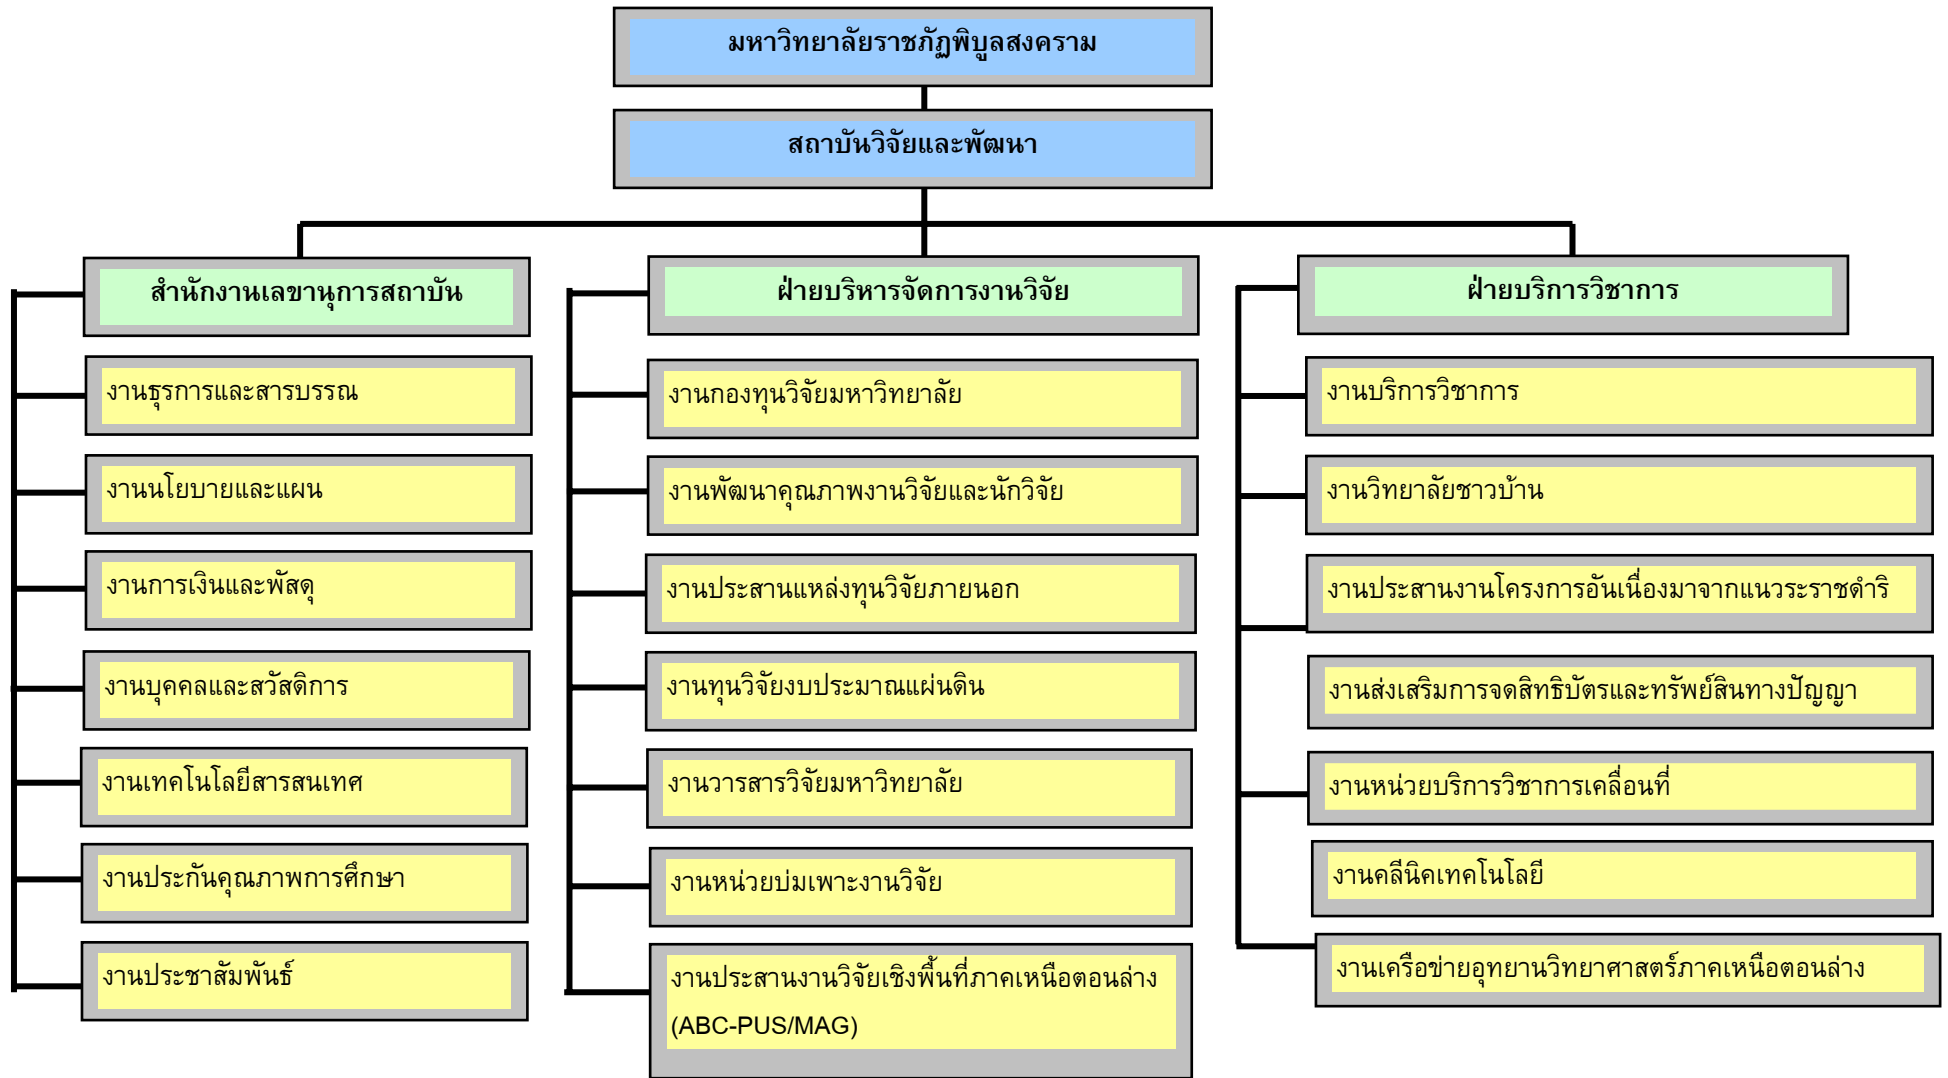 มหาวิทยาลัยราชภัฏพิบูลสงคราม
สถาบันวิจัยและพัฒนา
สำนักงานเลขานุการสถาบัน
งานธุรการและสารบรรณ
งานนโยบายและแผน
งานการเงินและพัสดุ
งานบุคคลและสวัสดิการ
งานเทคโนโลยีสารสนเทศ
งานประกันคุณภาพการศึกษา
งานประชาสัมพันธ์
ฝ่ายบริหารจัดการงานวิจัย
งานกองทุนวิจัยมหาวิทยาลัย
งานพัฒนาคุณภาพงานวิจัยและนักวิจัย
งานประสานแหล่งทุนวิจัยภายนอก
งานทุนวิจัยงบประมาณแผ่นดิน
งานวารสารวิจัยมหาวิทยาลัย
งานหน่วยบ่มเพาะงานวิจัย
งานประสานงานวิจัยเชิงพื้นที่ภาคเหนือตอนล่าง
(ABC-PUS/MAG)
ฝ่ายบริการวิชาการ
งานบริการวิชาการ
งานวิทยาลัยชาวบ้าน
งานประสานงานโครงการอันเนื่องมาจากแนวระราชดำริ
งานส่งเสริมการจดสิทธิบัตรและทรัพย์สินทางปัญญา
งานหน่วยบริการวิชาการเคลื่อนที่
งานคลีนิคเทคโนโลยี
งานเครือข่ายอุทยานวิทยาศาสตร์ภาคเหนือตอนล่าง